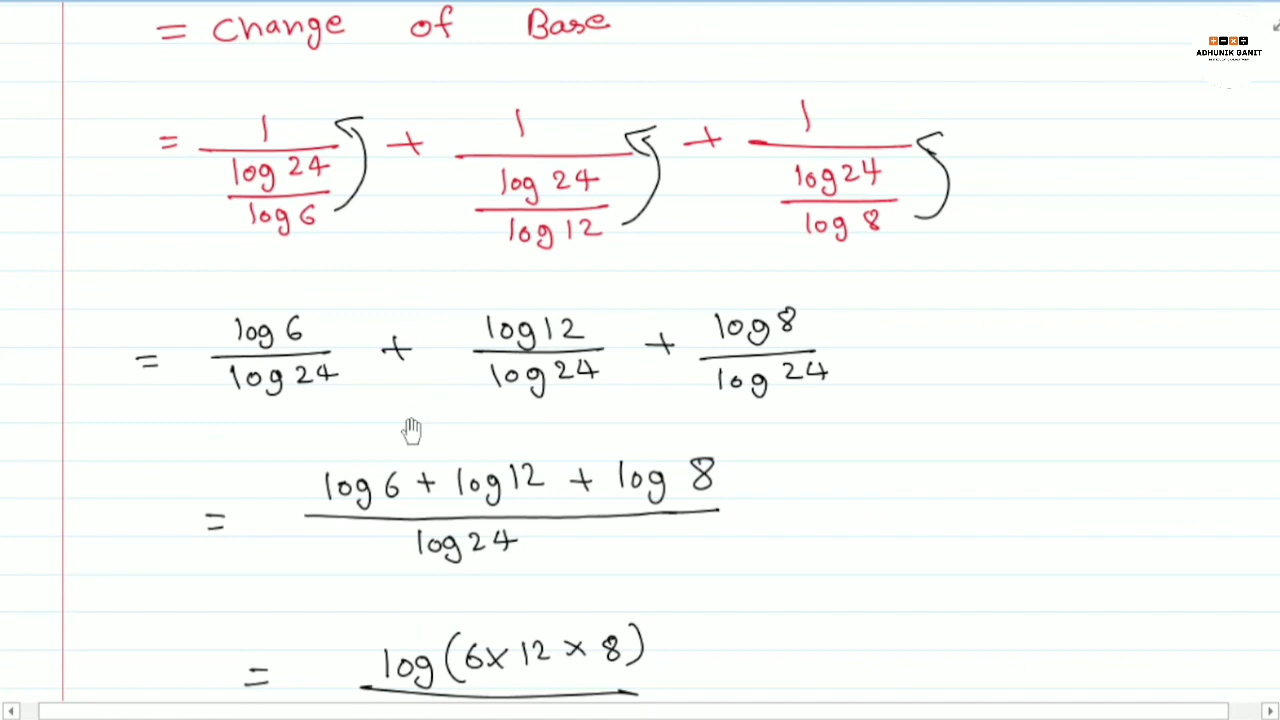 = Change of Base
ADHUNIK GANIT
= 1/(log 24/log 6) + 1/(log 24/log 12) + 1/(log 24/log 8)
= log 6/log 24 + log 12/log 24 + log 8/log 24
= (log 6 + log 12 + log 8)/log 24
= log (6 x 12 x 8)